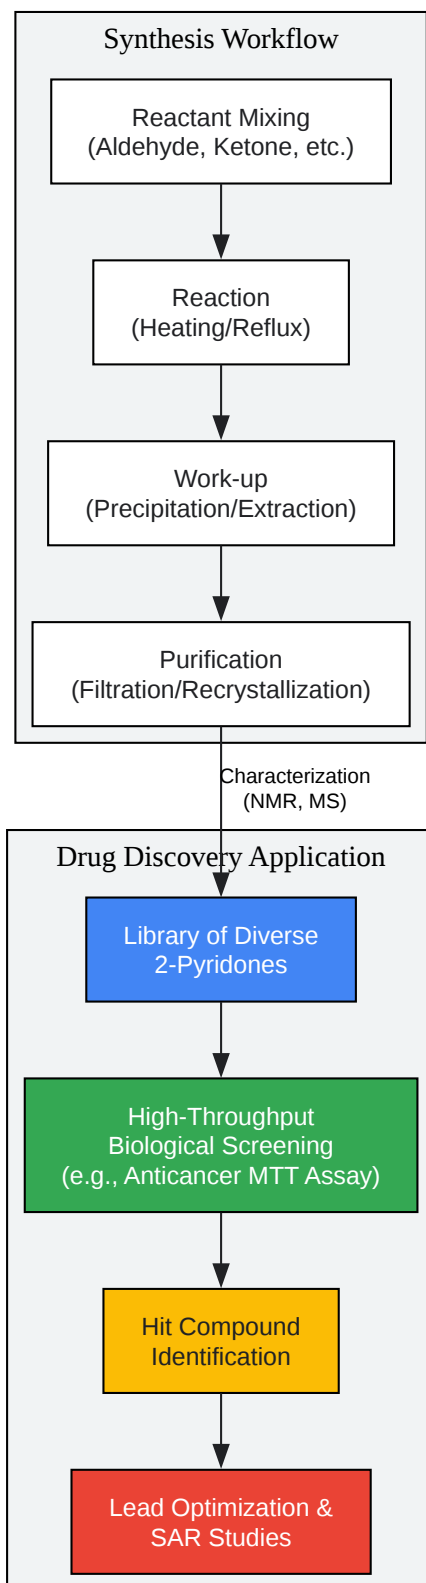 Synthesis Workflow
Reactant Mixing
(Aldehyde, Ketone, etc.)
Reaction
(Heating/Reflux)
Work-up
(Precipitation/Extraction)
Purification
(Filtration/Recrystallization)
Characterization
(NMR, MS)
Drug Discovery Application
Library of Diverse
2-Pyridones
High-Throughput
Biological Screening
(e.g., Anticancer MTT Assay)
Hit Compound
Identification
Lead Optimization &
SAR Studies